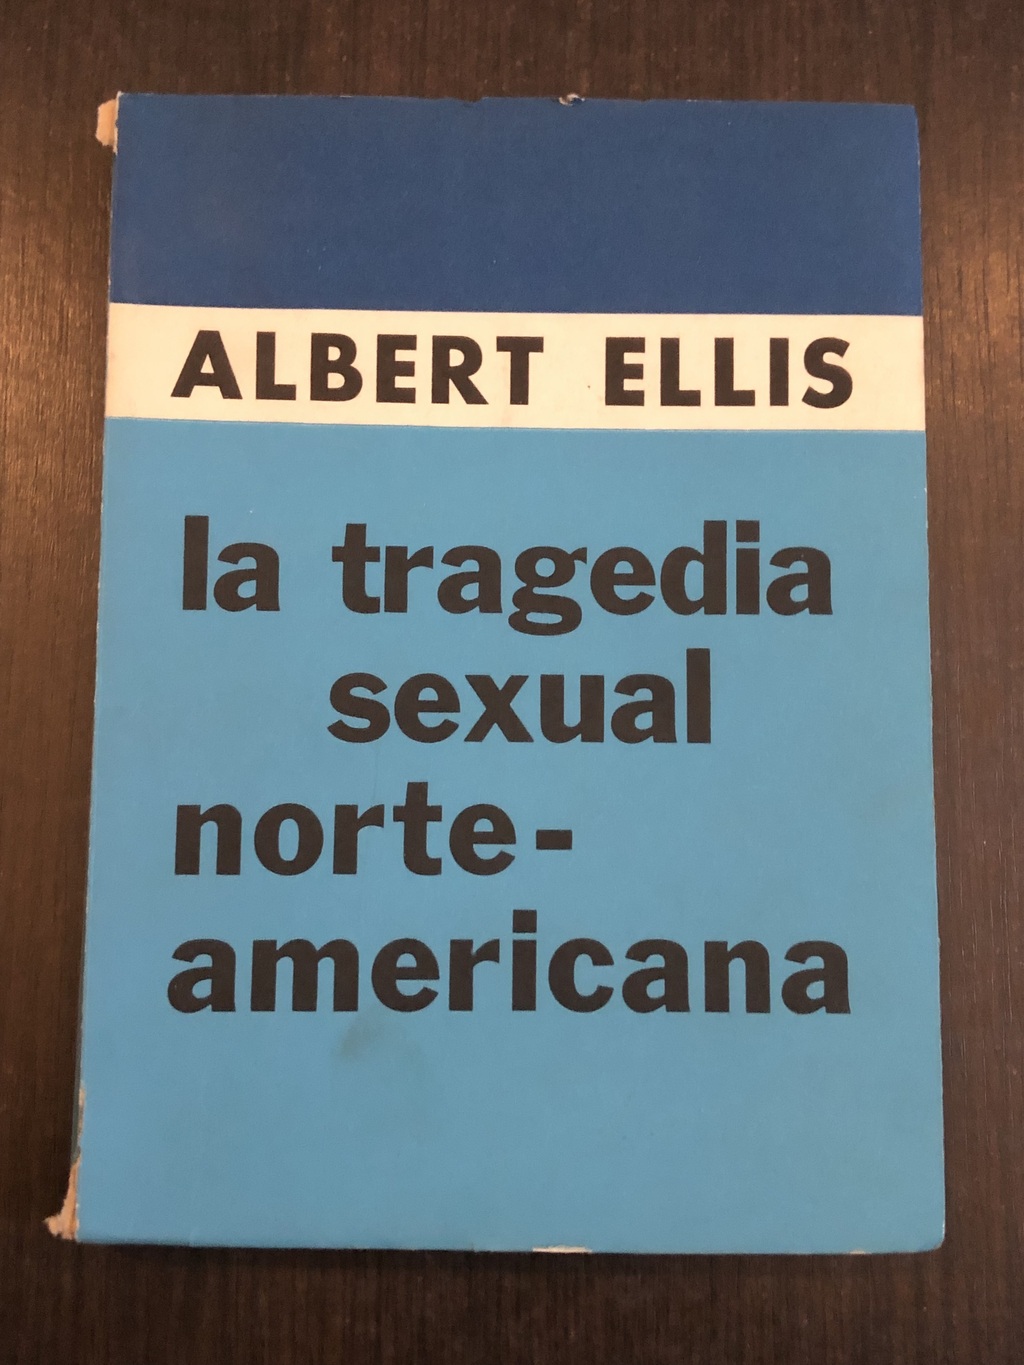 ALBERT ELLIS
la tragedia
sexual
norte-
americana